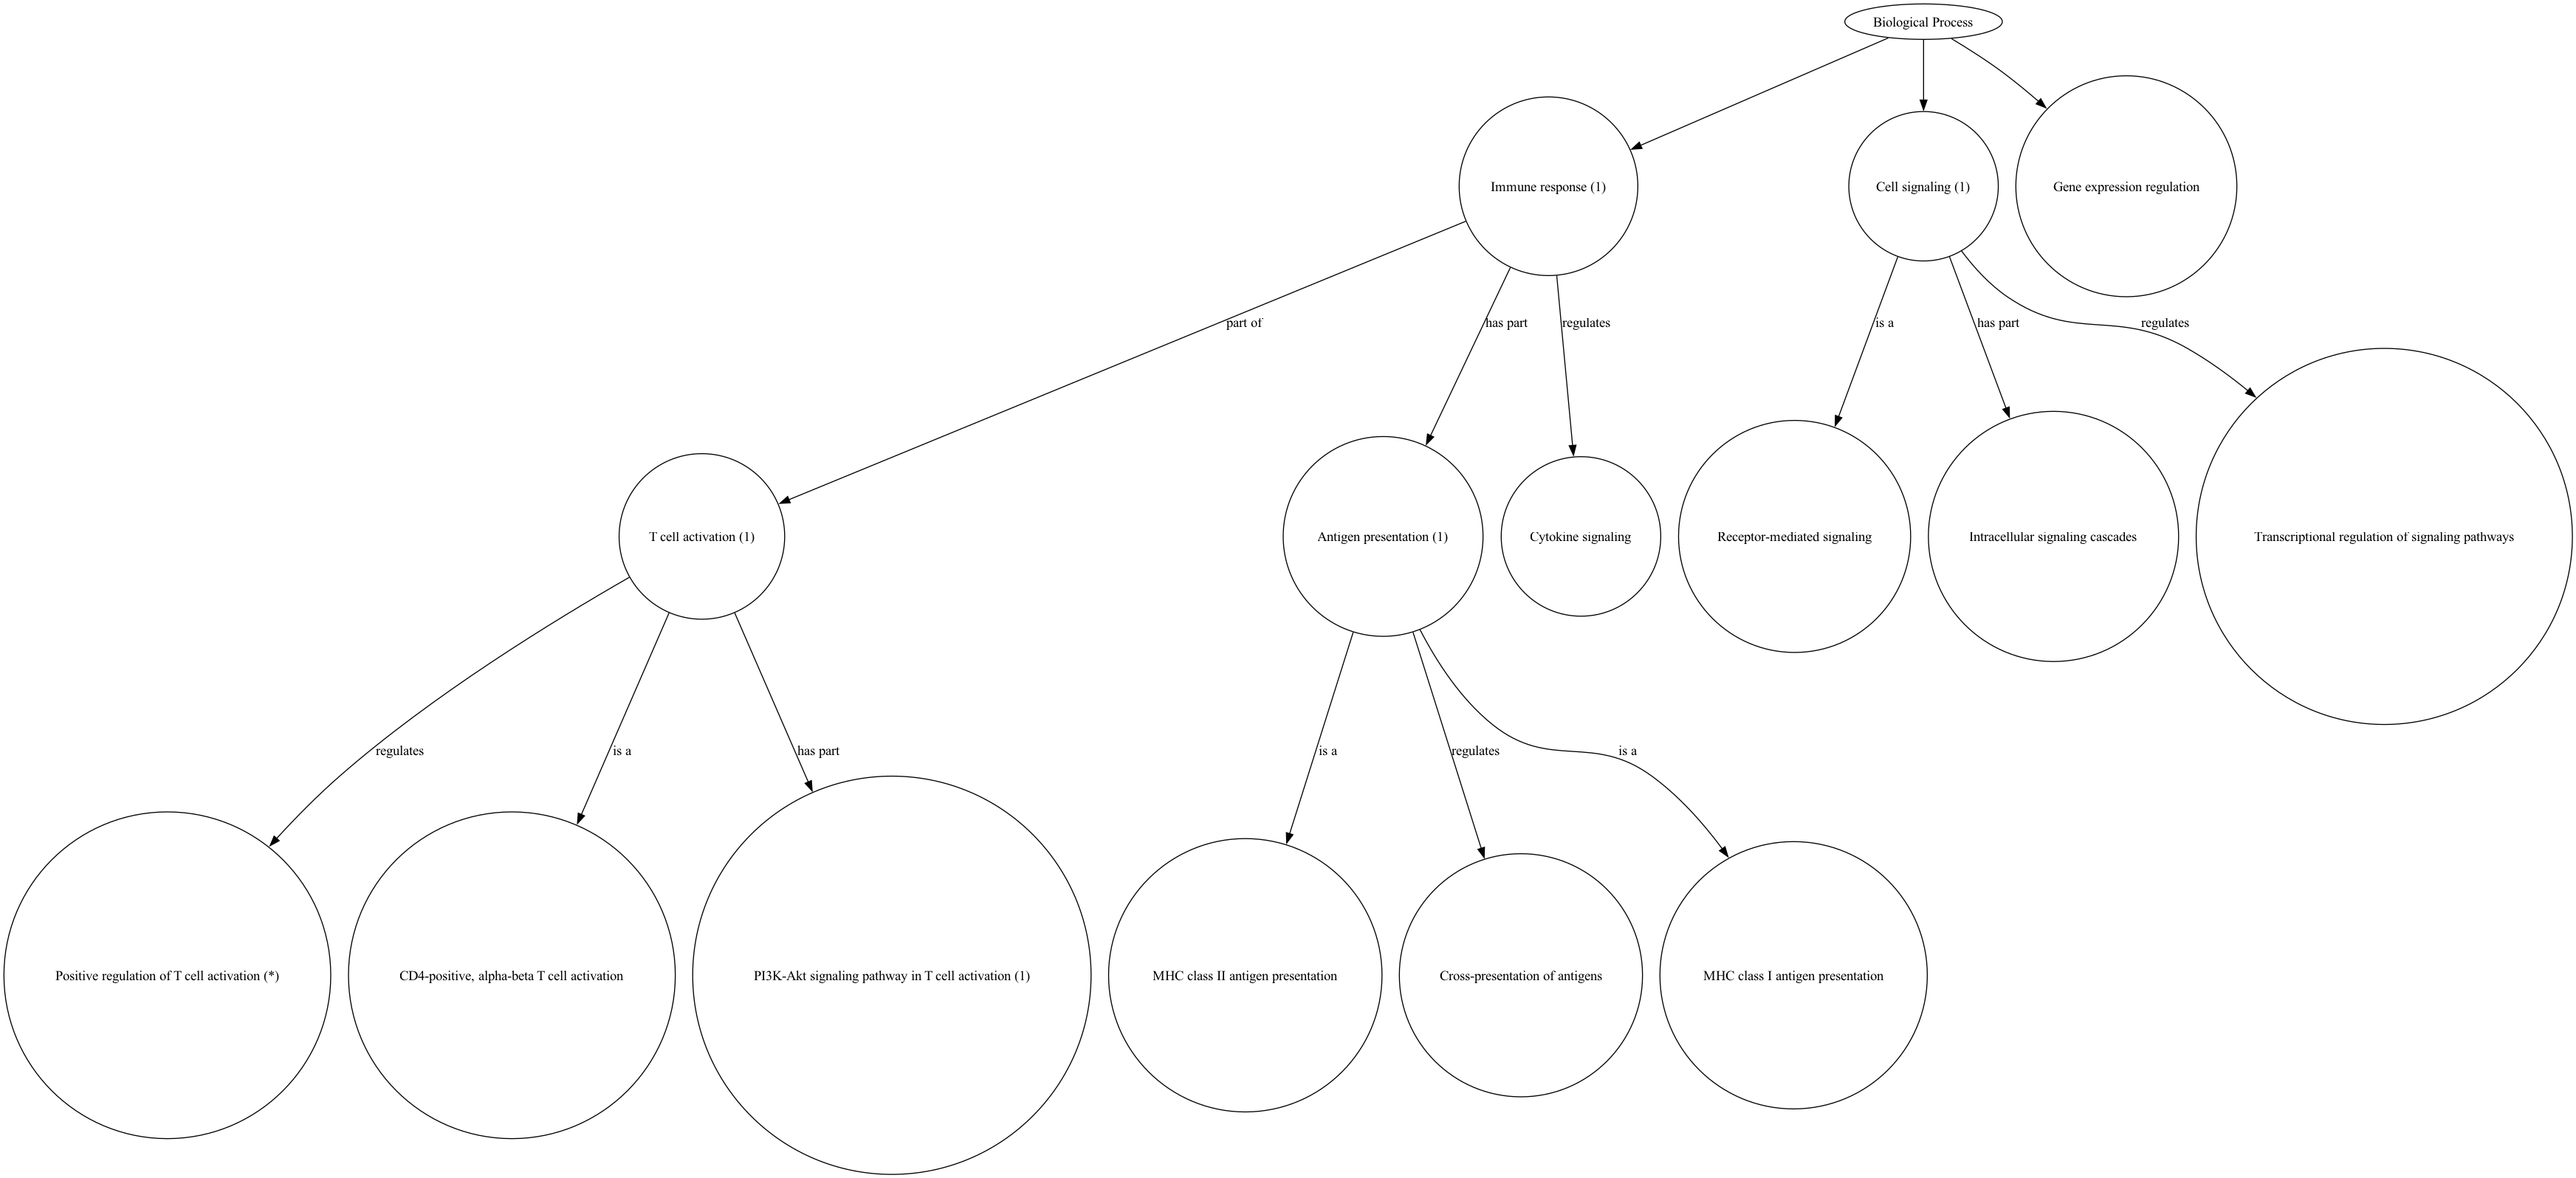 Biological Process
Immune response (1)
Cell signaling (1)
Gene expression regulation
part of
has part
regulates
is a
has part
regulates
T cell activation (1)
Antigen presentation (1)
Cytokine signaling
Receptor-mediated signaling
Intracellular signaling cascades
Transcriptional regulation of signaling pathways
regulates
is a
has part
is a
regulates
is a
Positive regulation of T cell activation (*)
CD4-positive, alpha-beta T cell activation
PI3K-Akt signaling pathway in T cell activation (1)
MHC class II antigen presentation
Cross-presentation of antigens
MHC class I antigen presentation